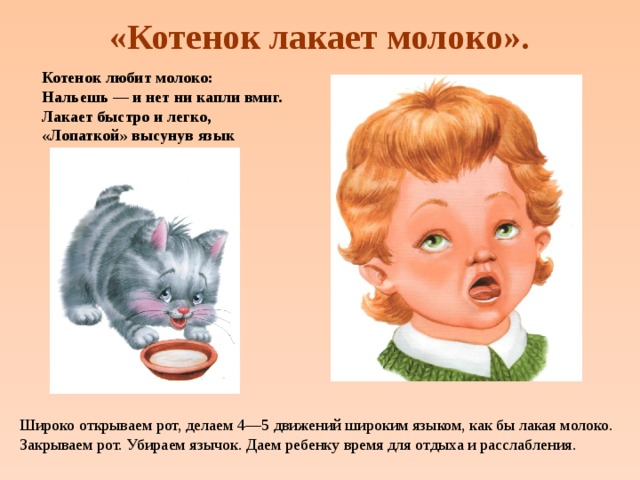 «Котенок лакает молоко».
Котенок любит молоко:
Нальешь — и нет ни капли вмиг.
Лакает быстро и легко,
«Лопаткой» высунув язык
Широко открываем рот, делаем 4—5 движений широким языком, как бы лакая молоко.
Закрываем рот. Убираем язычок. Даем ребенку время для отдыха и расслабления.